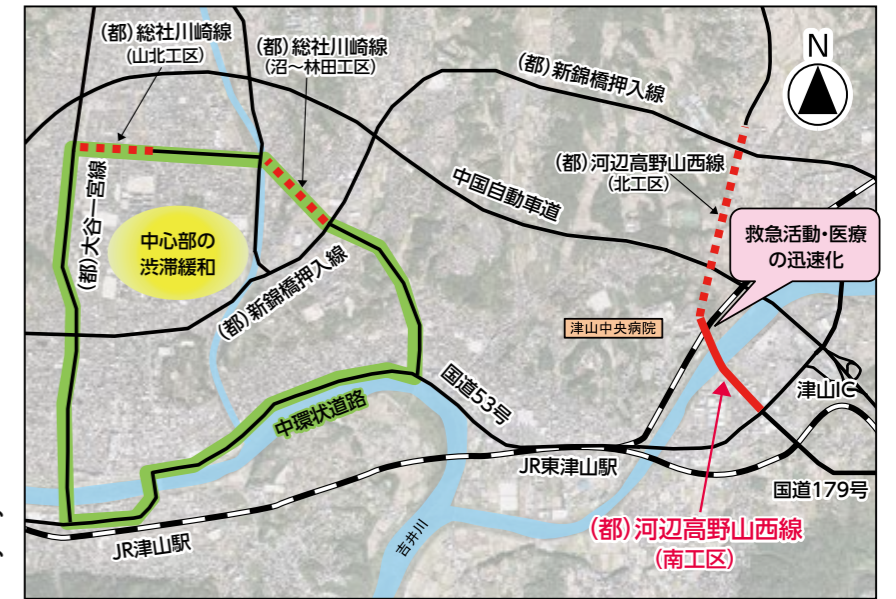 (都)総社川崎線
(山北工区)
(都)総社川崎線
(沼～林田工区)
(都)新錦橋押入線
N
(都)河辺高野山西線
(北工区)
中国自動車道
(都)大谷一宮線
中心部の
渋滞緩和
救急活動・医療
の迅速化
(都)新錦橋押入線
津山中央病院
国道53号
津山IC
中環状道路
JR東津山駅
国道179号
(都)河辺高野山西線
(南工区)
JR津山駅
吉井川
、
、